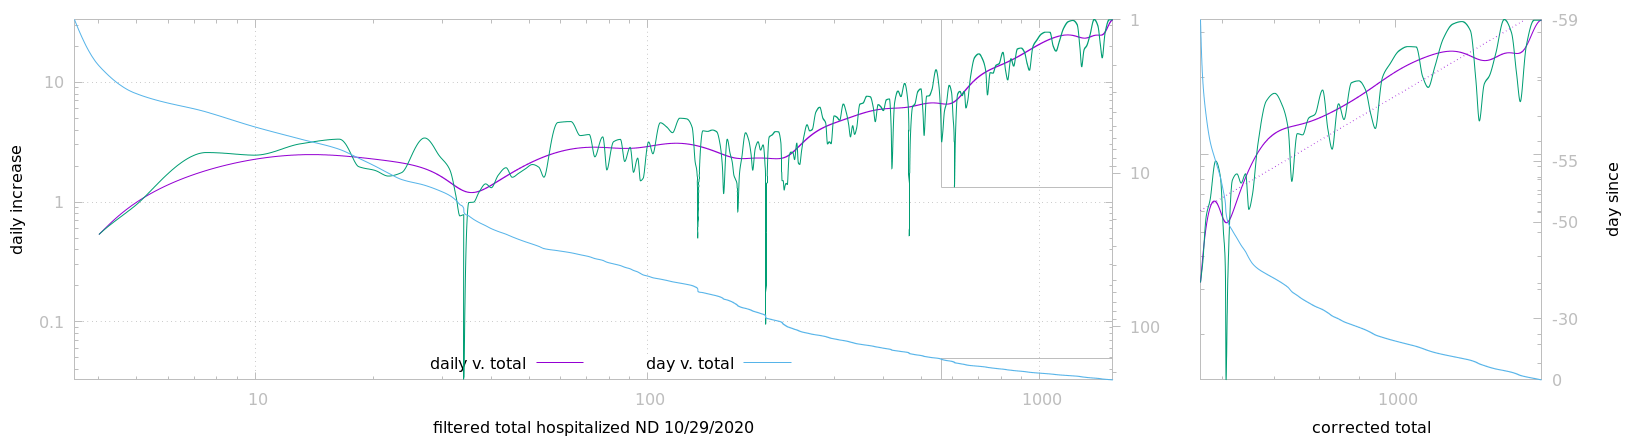 10
1
0.1
daily increase
daily v. total
day v. total
10
100
1000
filtered total hospitalized ND 10/29/2020
1
10
100
1000
corrected total
-59
-55
-50
-30
0
day since